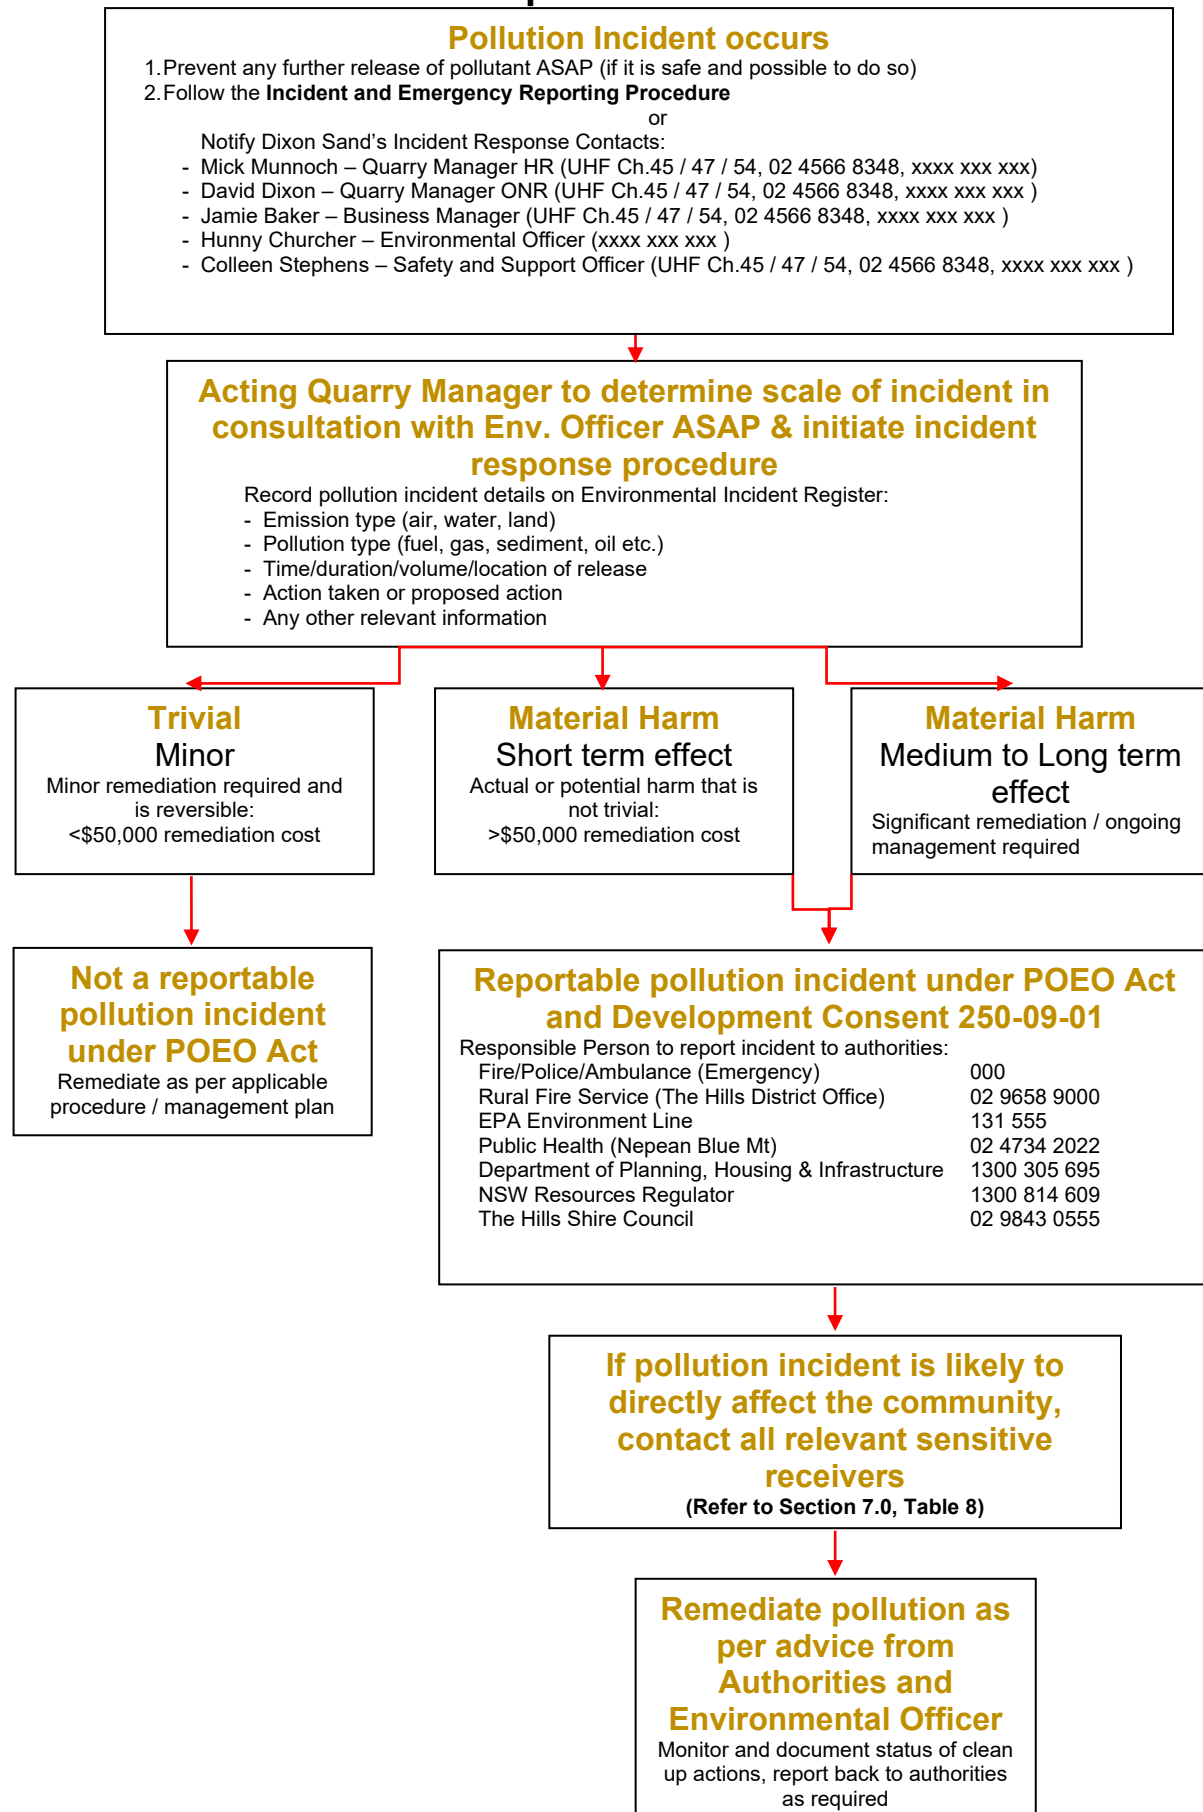 Pollution Incident occurs
1.Prevent any further release of pollutant ASAP (if it is safe and possible to do so)
2.Follow the Incident and Emergency Reporting Procedure
or
Notify Dixon Sand's Incident Response Contacts:
- Mick Munnoch – Quarry Manager HR (UHF Ch.45 / 47 / 54, 02 4566 8348, xxxx xxx xxx)
- David Dixon – Quarry Manager ONR (UHF Ch.45 / 47 / 54, 02 4566 8348, xxxx xxx xxx )
- Jamie Baker – Business Manager (UHF Ch.45 / 47 / 54, 02 4566 8348, xxxx xxx xxx )
- Hunny Churcher – Environmental Officer (xxxx xxx xxx )
- Colleen Stephens – Safety and Support Officer (UHF Ch.45 / 47 / 54, 02 4566 8348, xxxx xxx xxx )
Acting Quarry Manager to determine scale of incident in
consultation with Env. Officer ASAP & initiate incident
response procedure
Record pollution incident details on Environmental Incident Register:
- Emission type (air, water, land)
- Pollution type (fuel, gas, sediment, oil etc.)
- Time/duration/volume/location of release
- Action taken or proposed action
- Any other relevant information
Trivial
Minor
Minor remediation required and
is reversible:
<$50,000 remediation cost
Material Harm
Short term effect
Actual or potential harm that is
not trivial:
>$50,000 remediation cost
Material Harm
Medium to Long term
effect
Significant remediation / ongoing
management required
Not a reportable
pollution incident
under POEO Act
Remediate as per applicable
procedure / management plan
Reportable pollution incident under POEO Act
and Development Consent 250-09-01
Responsible Person to report incident to authorities:
Fire/Police/Ambulance (Emergency) 000
Rural Fire Service (The Hills District Office) 02 9658 9000
EPA Environment Line 131 555
Public Health (Nepean Blue Mt) 02 4734 2022
Department of Planning, Housing & Infrastructure 1300 305 695
NSW Resources Regulator 1300 814 609
The Hills Shire Council 02 9843 0555
If pollution incident is likely to
directly affect the community,
contact all relevant sensitive
receivers
(Refer to Section 7.0, Table 8)
Remediate pollution as
per advice from
Authorities and
Environmental Officer
Monitor and document status of clean
up actions, report back to authorities
as required